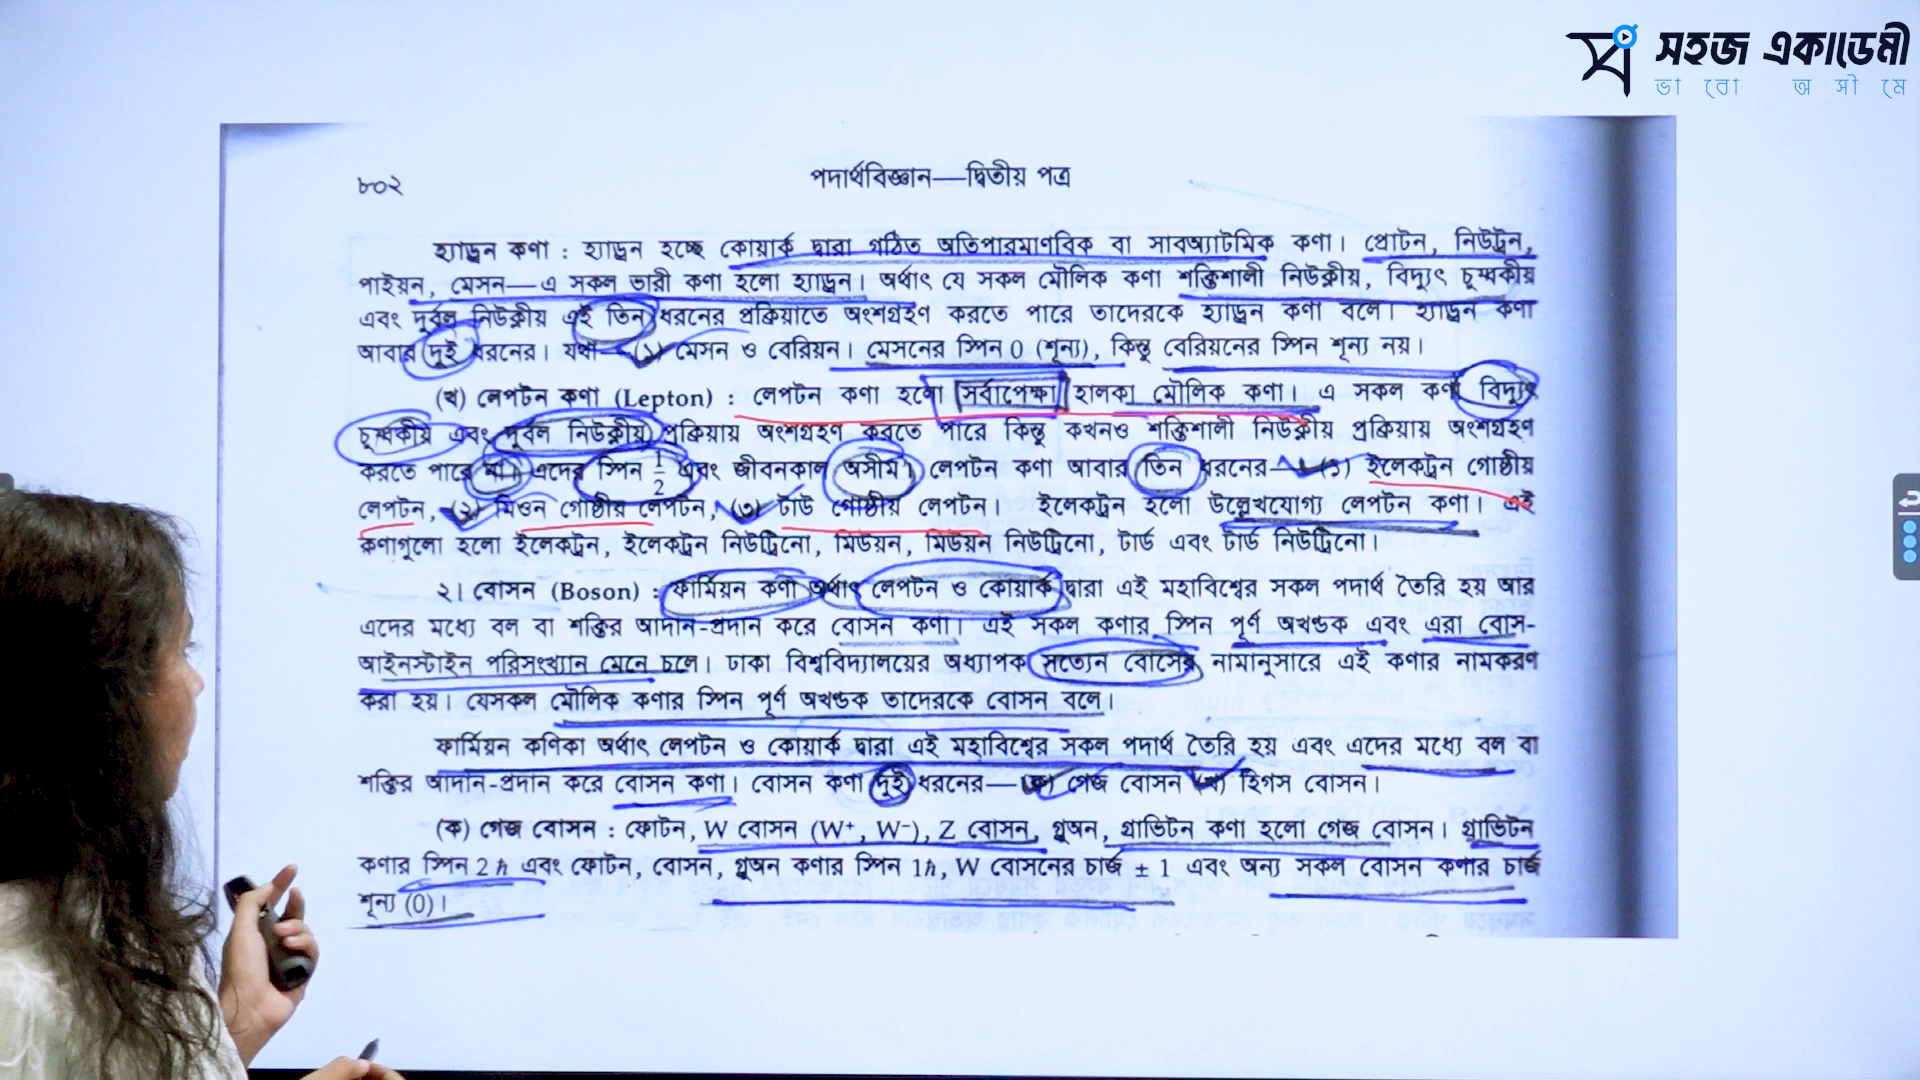 সহজ একাডেমী
ভাবো অসীমে
৮০২
পদার্থবিজ্ঞান—দ্বিতীয় পত্র
হ্যাড্রন কণা : হ্যাড্রন হচ্ছে কোয়ার্ক দ্বারা গঠিত অতিপারমাণবিক বা সাবঅ্যাটমিক কণা। প্রোটন, নিউট্রন,
পাইয়ন, মেসন—এ সকল ভারী কণা হলো হ্যাড্রন। অর্থাৎ যে সকল মৌলিক কণা শক্তিশালী নিউক্লীয়, বিদ্যুৎ চুম্বকীয়
এবং দুর্বল নিউক্লীয় এই তিন ধরনের প্রক্রিয়াতে অংশগ্রহণ করতে পারে তাদেরকে হ্যাড্রন কণা বলে। হ্যাড্রন কণা
আবার দুই ধরনের। যথা—(১) মেসন ও বেরিয়ন। মেসনের স্পিন 0 (শূন্য), কিন্তু বেরিয়নের স্পিন শূন্য নয়।
(খ) লেপটন কণা (Lepton) : লেপটন কণা হলো সর্বাপেক্ষা হালকা মৌলিক কণা। এ সকল কণা বিদ্যুৎ
চুম্বকীয় এবং দুর্বল নিউক্লীয় প্রক্রিয়ায় অংশগ্রহণ করতে পারে কিন্তু কখনও শক্তিশালী নিউক্লীয় প্রক্রিয়ায় অংশগ্রহণ
করতে পারে না। এদের স্পিন 1/2 এবং জীবনকাল অসীম। লেপটন কণা আবার তিন ধরনের—(১) ইলেকট্রন গোষ্ঠীয়
লেপটন, (২) মিওন গোষ্ঠীয় লেপটন, (৩) টাউ গোষ্ঠীয় লেপটন। ইলেকট্রন হলো উল্লেখযোগ্য লেপটন কণা। এই
কণাগুলো হলো ইলেকট্রন, ইলেকট্রন নিউট্রিনো, মিউয়ন, মিউয়ন নিউট্রিনো, টাউ এবং টাউ নিউট্রিনো।
২। বোসন (Boson) : ফার্মিয়ন কণা অর্থাৎ লেপটন ও কোয়ার্ক দ্বারা এই মহাবিশ্বের সকল পদার্থ তৈরি হয় আর
এদের মধ্যে বল বা শক্তির আদান-প্রদান করে বোসন কণা। এই সকল কণার স্পিন পূর্ণ অখণ্ডক এবং এরা বোস-
আইনস্টাইন পরিসংখ্যান মেনে চলে। ঢাকা বিশ্ববিদ্যালয়ের অধ্যাপক সত্যেন বোসের নামানুসারে এই কণার নামকরণ
করা হয়। যেসকল মৌলিক কণার স্পিন পূর্ণ অখণ্ডক তাদেরকে বোসন বলে।
ফার্মিয়ন কণিকা অর্থাৎ লেপটন ও কোয়ার্ক দ্বারা এই মহাবিশ্বের সকল পদার্থ তৈরি হয় এবং এদের মধ্যে বল বা
শক্তির আদান-প্রদান করে বোসন কণা। বোসন কণা দুই ধরনের—(ক) গেজ বোসন (খ) হিগস বোসন।
(ক) গেজ বোসন : ফোটন, W বোসন (W⁺, W⁻), Z বোসন, গ্লুঅন, গ্রাভিটন কণা হলো গেজ বোসন। গ্রাভিটন
কণার স্পিন 2ℏ এবং ফোটন, বোসন, গ্লুঅন কণার স্পিন 1ℏ, W বোসনের চার্জ ± 1 এবং অন্য সকল বোসন কণার চার্জ
শূন্য (0)।